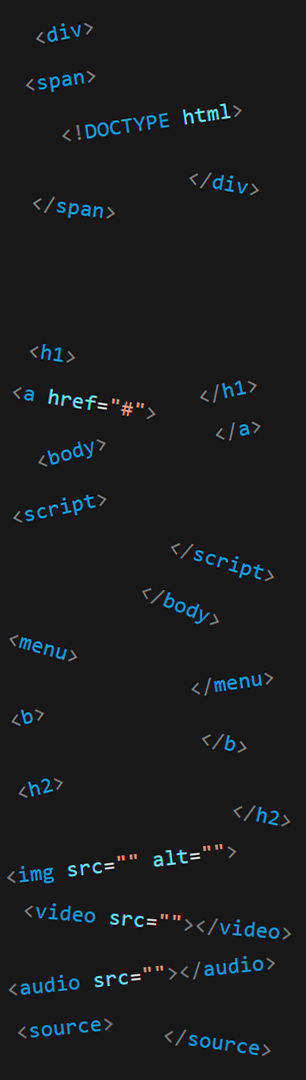 <div>
<span>
<!DOCTYPE html>
</div>
</span>
<h1>
</h1>
<a href="#">
</a>
<body>
<script>
</script>
</body>
<menu>
</menu>
<b>
</b>
<h2>
</h2>
<img src="" alt="">
<video src=""></video>
<audio src=""></audio>
<source>
</source>